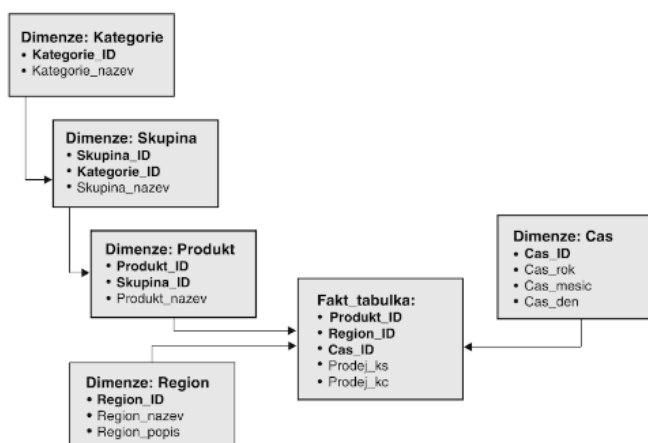 Dimenze: Kategorie
• Kategorie_ID
• Kategorie_nazev
Dimenze: Skupina
• Skupina_ID
• Kategorie_ID
• Skupina_nazev
Dimenze: Produkt
• Produkt_ID
• Skupina_ID
• Produkt_nazev
Dimenze: Cas
• Cas_ID
• Cas_rok
• Cas_mesic
• Cas_den
Fakt_tabulka:
• Produkt_ID
• Region_ID
• Cas_ID
• Prodej_ks
• Prodej_kc
Dimenze: Region
• Region_ID
• Region_nazev
• Region_popis